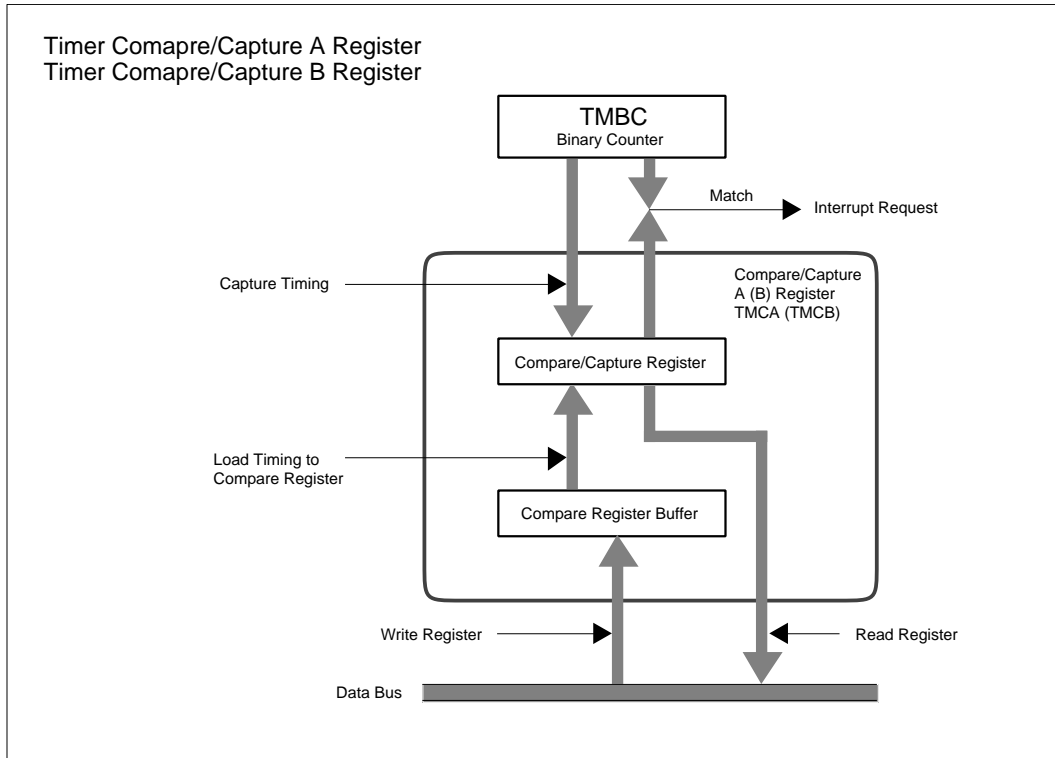 Timer Comapre/Capture A Register
Timer Comapre/Capture B Register
TMBC
Binary Counter
Match
Interrupt Request
Compare/Capture
A (B) Register
TMCA (TMCB)
Capture Timing
Compare/Capture Register
Load Timing to
Compare Register
Compare Register Buffer
Write Register
Read Register
Data Bus